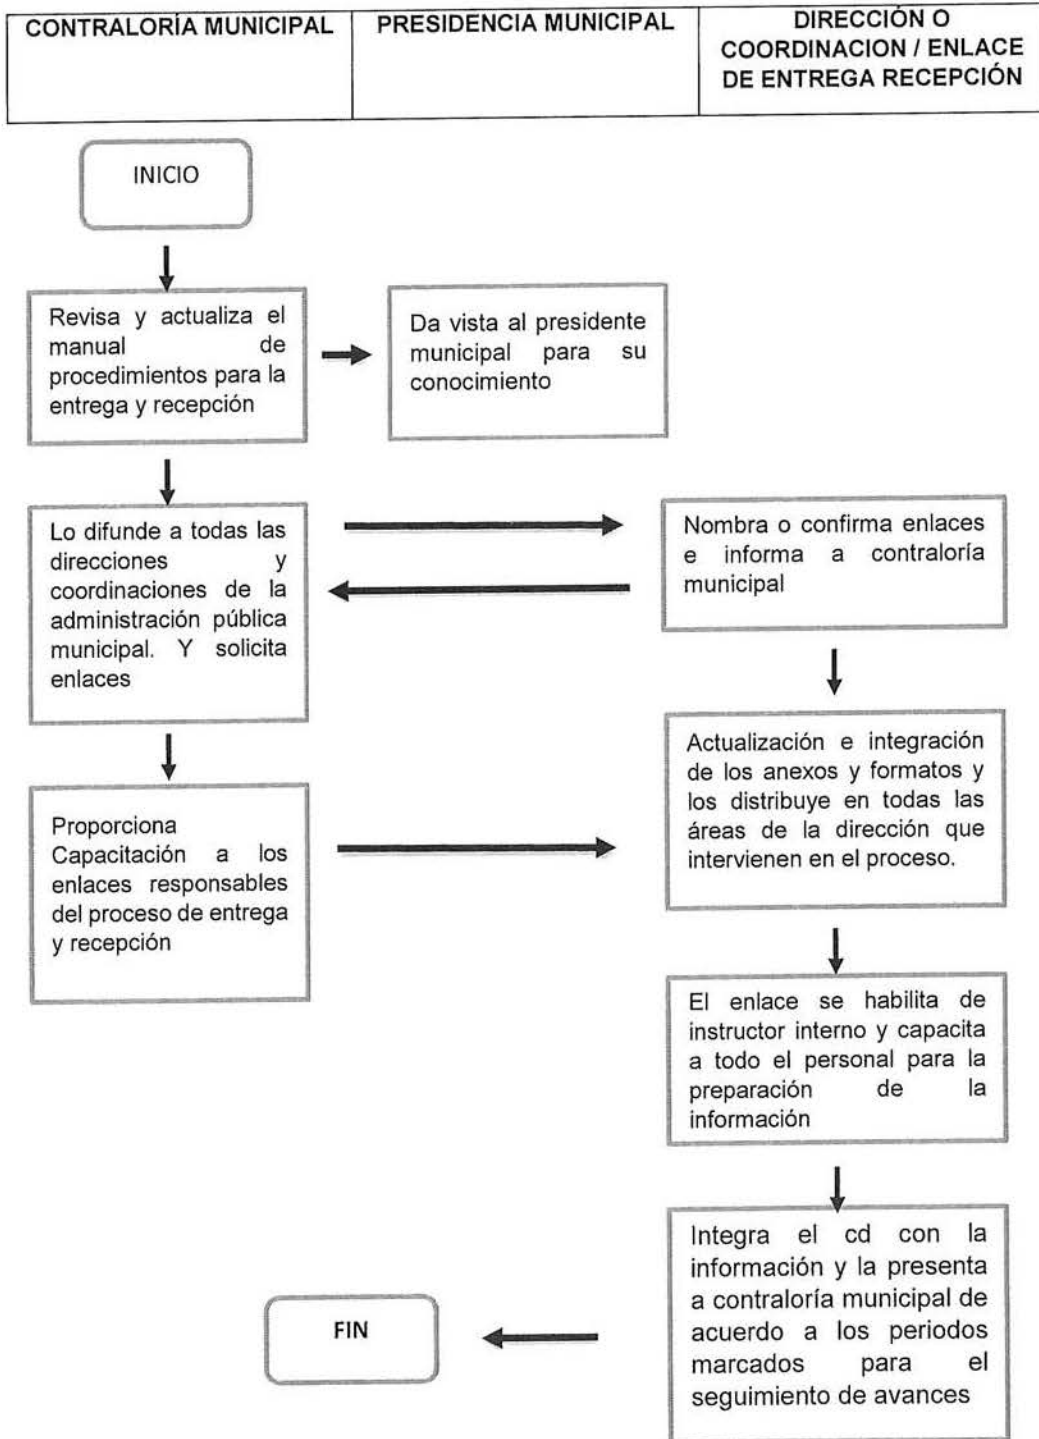 CONTRALORÍA MUNICIPAL
PRESIDENCIA MUNICIPAL
DIRECCIÓN O
COORDINACION / ENLACE
DE ENTREGA RECEPCIÓN
INICIO
Revisa y actualiza el
manual de
procedimientos para la
entrega y recepción
Da vista al presidente
municipal para su
conocimiento
Lo difunde a todas las
direcciones y
coordinaciones de la
administración pública
municipal. Y solicita
enlaces
Nombra o confirma enlaces
e informa a contraloría
municipal
Proporciona
Capacitación a los
enlaces responsables
del proceso de entrega
y recepción
Actualización e integración
de los anexos y formatos y
los distribuye en todas las
áreas de la dirección que
intervienen en el proceso.
El enlace se habilita de
instructor interno y capacita
a todo el personal para la
preparación de la
información
Integra el cd con la
información y la presenta
a contraloría municipal de
acuerdo a los periodos
marcados para el
seguimiento de avances
FIN